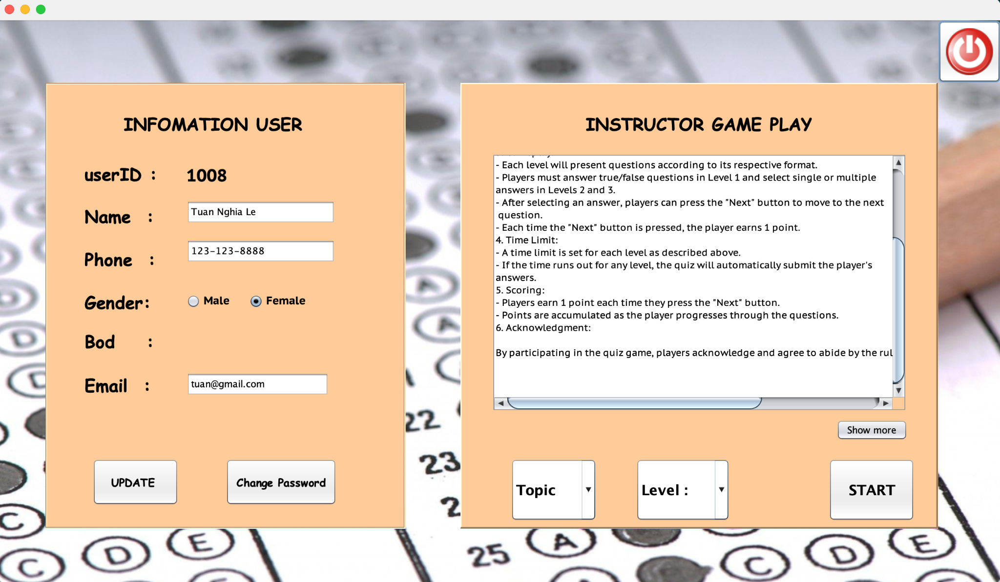 INFOMATION USER
userID :
1008
Name :
Tuan Nghia Le
Phone :
123-123-8888
Gender:
Male
Female
Bod :
Email :
tuan@gmail.com
UPDATE
Change Password
INSTRUCTOR GAME PLAY
- Each level will present questions according to its respective format.
- Players must answer true/false questions in Level 1 and select single or multiple
answers in Levels 2 and 3.
- After selecting an answer, players can press the "Next" button to move to the next
question.
- Each time the "Next" button is pressed, the player earns 1 point.
4. Time Limit:
- A time limit is set for each level as described above.
- If the time runs out for any level, the quiz will automatically submit the player's
answers.
5. Scoring:
- Players earn 1 point each time they press the "Next" button.
- Points are accumulated as the player progresses through the questions.
6. Acknowledgment:
By participating in the quiz game, players acknowledge and agree to abide by the rul
Show more
Topic
Level :
START
D
A
A
D
D
22
23
2
C
C D E
25 A C D E